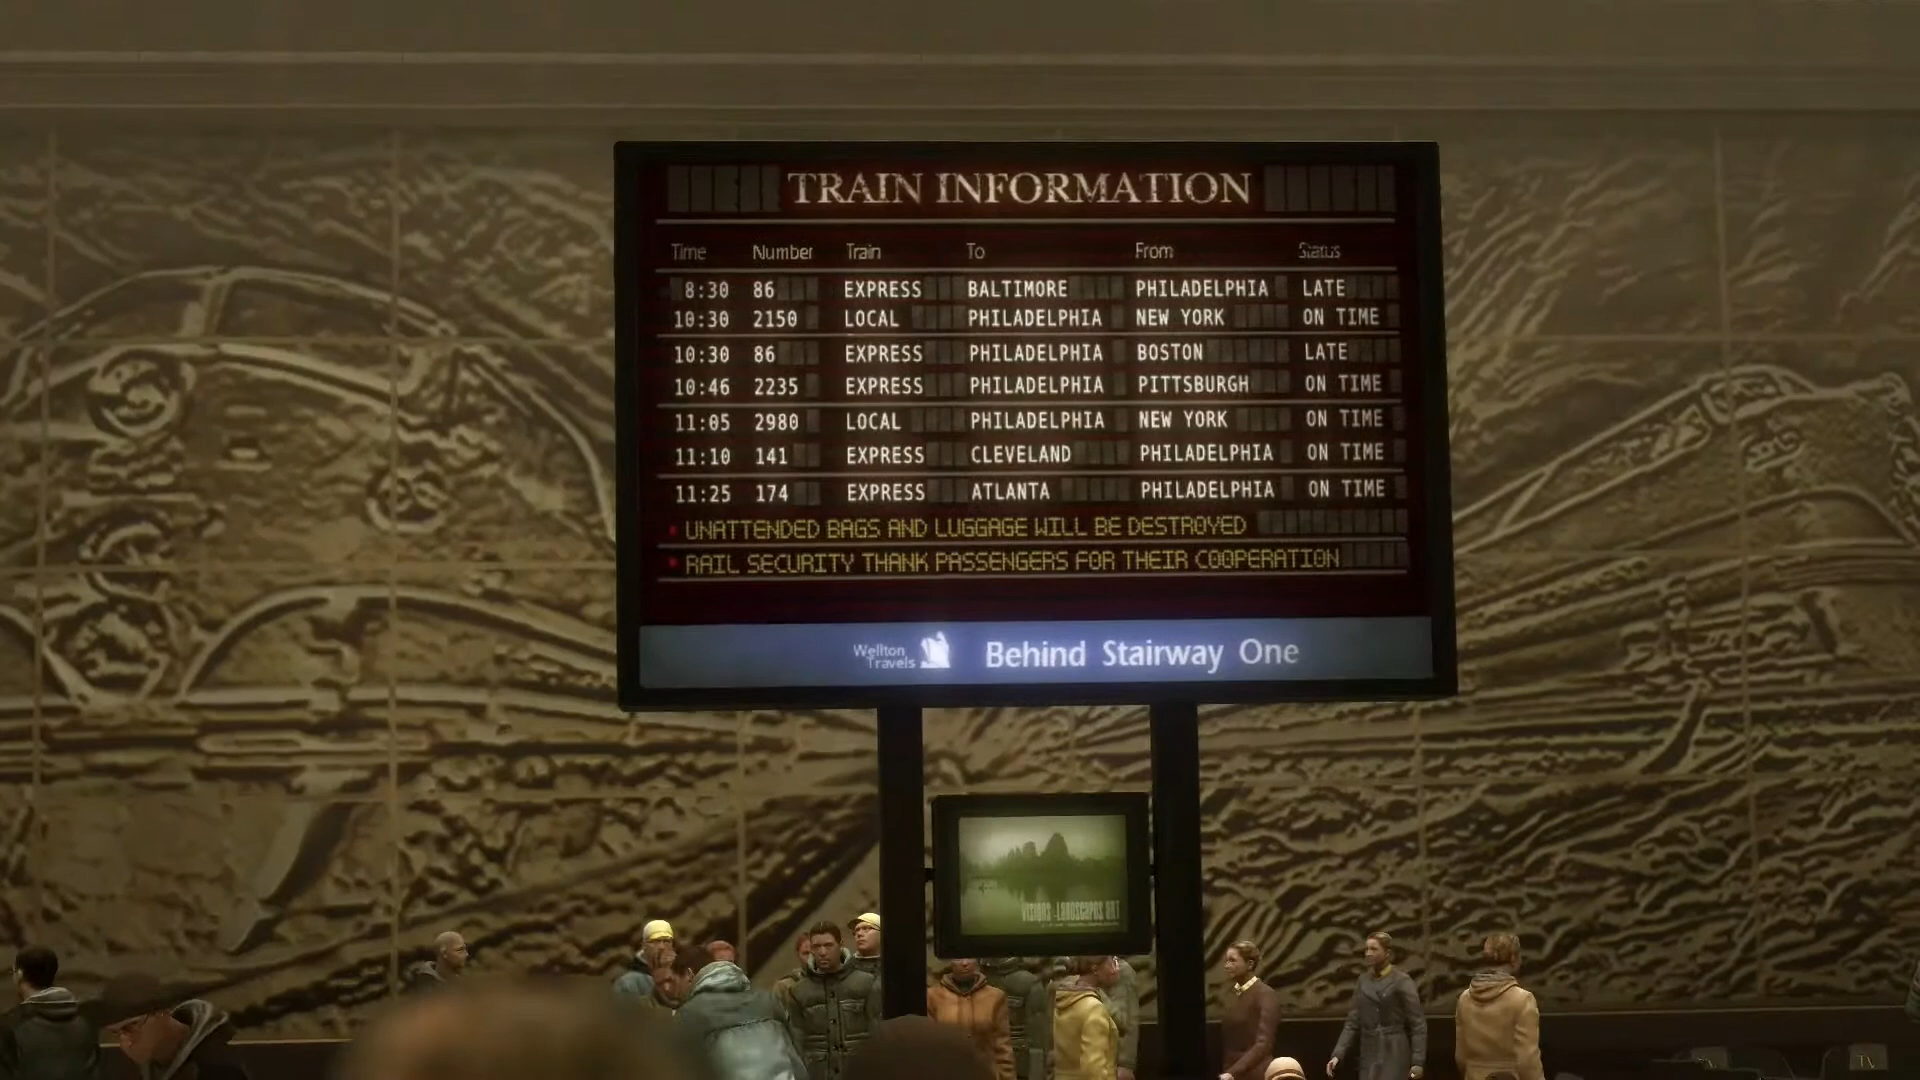 TRAIN INFORMATION
Time Number Train To From Status
8:30 86 EXPRESS BALTIMORE PHILADELPHIA LATE
10:30 2150 LOCAL PHILADELPHIA NEW YORK ON TIME
10:30 86 EXPRESS PHILADELPHIA BOSTON LATE
10:46 2235 EXPRESS PHILADELPHIA PITTSBURGH ON TIME
11:05 2980 LOCAL PHILADELPHIA NEW YORK ON TIME
11:10 141 EXPRESS CLEVELAND PHILADELPHIA ON TIME
11:25 174 EXPRESS ATLANTA PHILADELPHIA ON TIME
• UNATTENDED BAGS AND LUGGAGE WILL BE DESTROYED
• RAIL SECURITY THANK PASSENGERS FOR THEIR COOPERATION
Wellton
Travels
Behind Stairway One
VISIONS LANDSCAPES ART